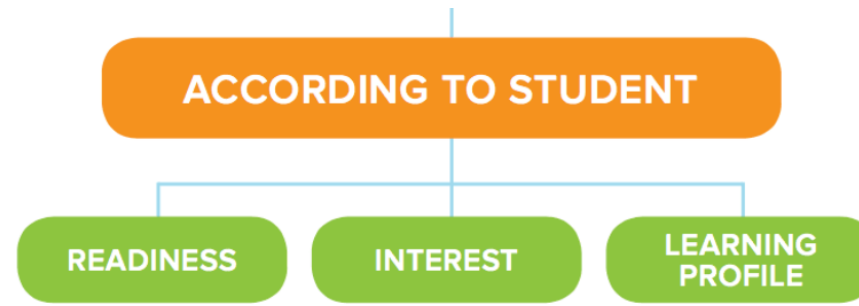 ACCORDING TO STUDENT
READINESS
INTEREST
LEARNING
PROFILE